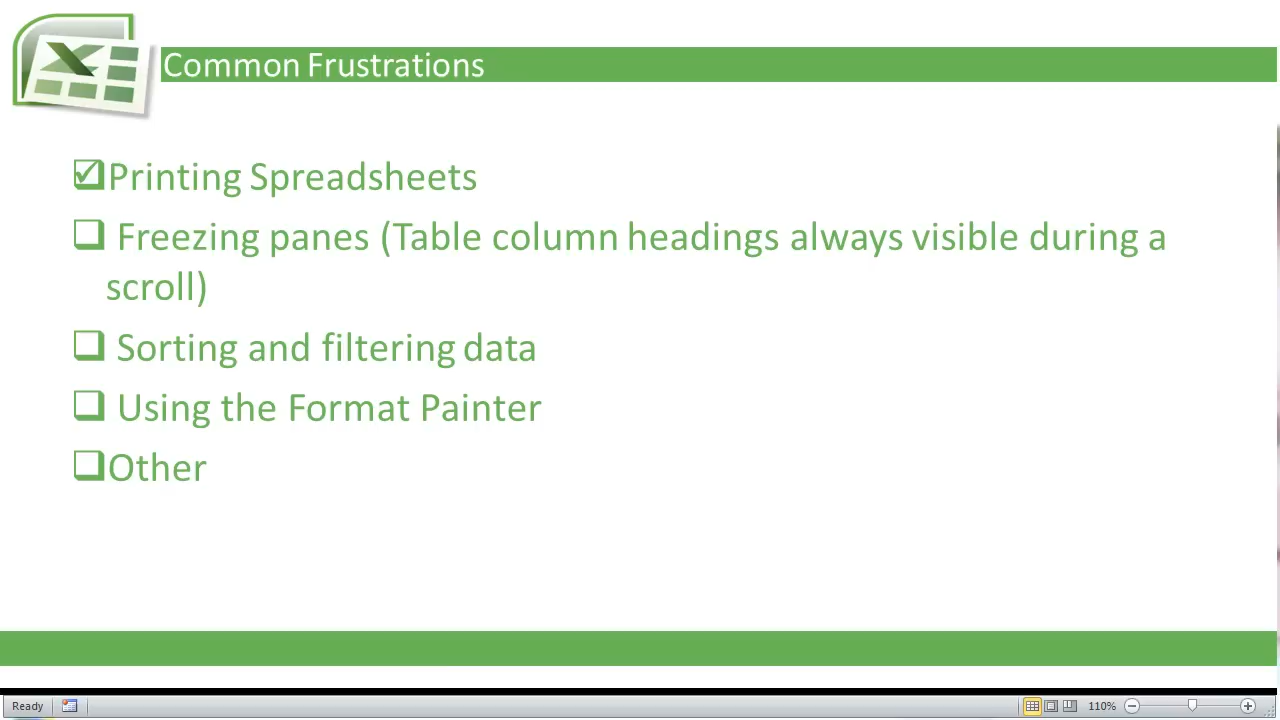 Common Frustrations
Printing Spreadsheets
Freezing panes (Table column headings always visible during a
scroll)
Sorting and filtering data
Using the Format Painter
Other
Ready
110%